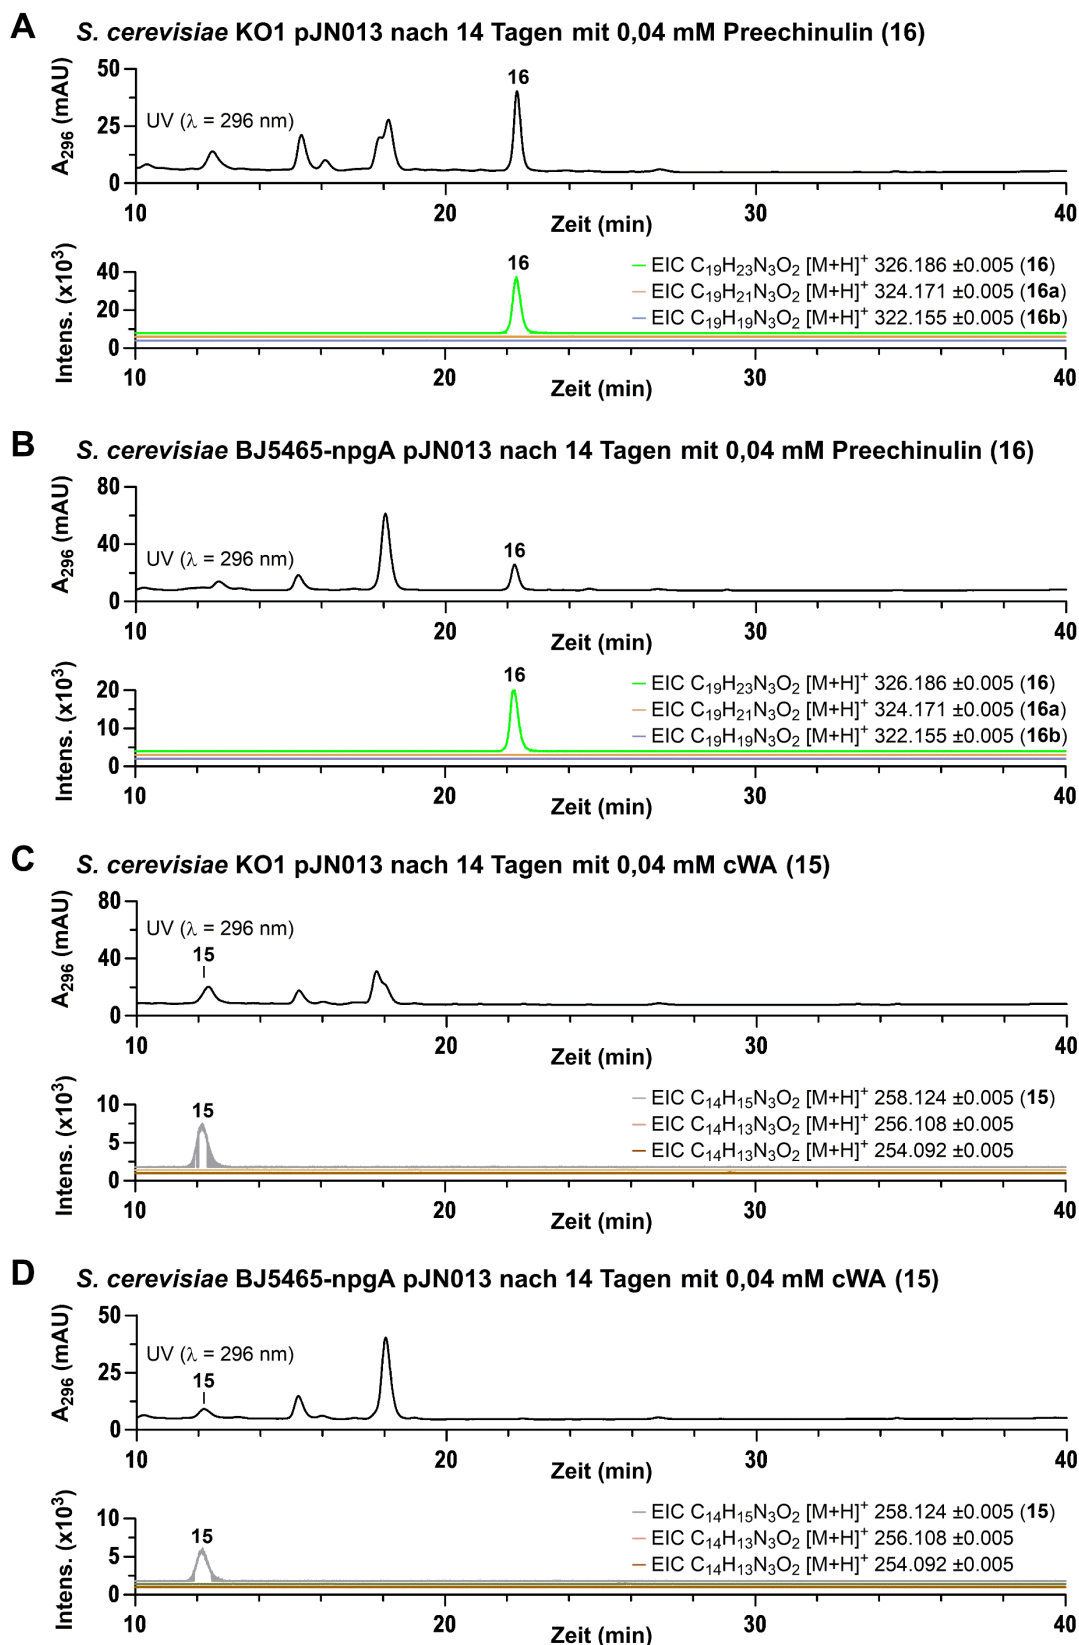 A S. cerevisiae KO1 pJN013 nach 14 Tagen mit 0,04 mM Preechinulin (16)
50
25
0
A₂₉₆ (mAU)
UV (λ = 296 nm)
16
10 20 30 40
Zeit (min)
40
20
0
Intens. (x10³)
16
EIC C₁₉H₂₃N₃O₂ [M+H]⁺ 326.186 ±0.005 (16)
EIC C₁₉H₂₁N₃O₂ [M+H]⁺ 324.171 ±0.005 (16a)
EIC C₁₉H₁₉N₃O₂ [M+H]⁺ 322.155 ±0.005 (16b)
10 20 30 40
Zeit (min)
B S. cerevisiae BJ5465-npgA pJN013 nach 14 Tagen mit 0,04 mM Preechinulin (16)
80
40
0
A₂₉₆ (mAU)
UV (λ = 296 nm)
16
10 20 30 40
Zeit (min)
20
10
0
Intens. (x10³)
16
EIC C₁₉H₂₃N₃O₂ [M+H]⁺ 326.186 ±0.005 (16)
EIC C₁₉H₂₁N₃O₂ [M+H]⁺ 324.171 ±0.005 (16a)
EIC C₁₉H₁₉N₃O₂ [M+H]⁺ 322.155 ±0.005 (16b)
10 20 30 40
Zeit (min)
C S. cerevisiae KO1 pJN013 nach 14 Tagen mit 0,04 mM cWA (15)
80
40
0
A₂₉₆ (mAU)
UV (λ = 296 nm)
15
10 20 30 40
Zeit (min)
10
5
0
Intens. (x10³)
15
EIC C₁₄H₁₅N₃O₂ [M+H]⁺ 258.124 ±0.005 (15)
EIC C₁₄H₁₃N₃O₂ [M+H]⁺ 256.108 ±0.005
EIC C₁₄H₁₃N₃O₂ [M+H]⁺ 254.092 ±0.005
10 20 30 40
Zeit (min)
D S. cerevisiae BJ5465-npgA pJN013 nach 14 Tagen mit 0,04 mM cWA (15)
50
25
0
A₂₉₆ (mAU)
UV (λ = 296 nm)
15
10 20 30 40
Zeit (min)
10
5
0
Intens. (x10³)
15
EIC C₁₄H₁₅N₃O₂ [M+H]⁺ 258.124 ±0.005 (15)
EIC C₁₄H₁₃N₃O₂ [M+H]⁺ 256.108 ±0.005
EIC C₁₄H₁₃N₃O₂ [M+H]⁺ 254.092 ±0.005
10 20 30 40
Zeit (min)